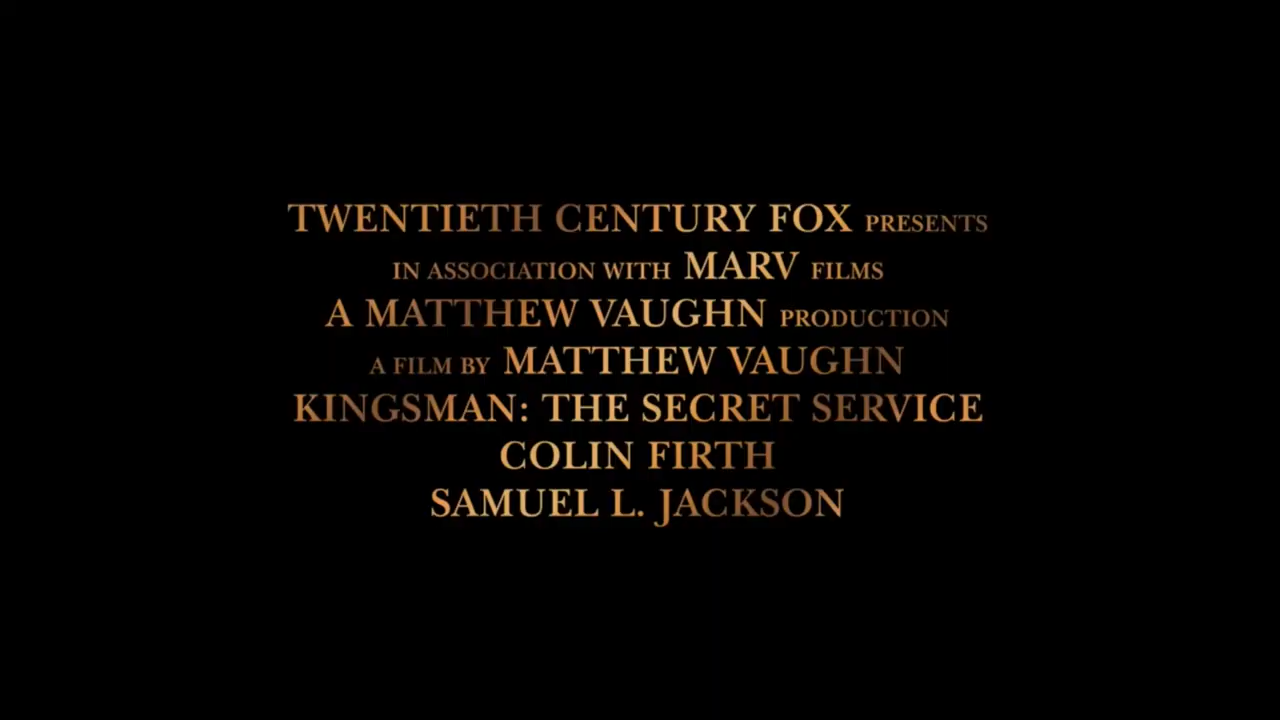 TWENTIETH CENTURY FOX PRESENTS
IN ASSOCIATION WITH MARV FILMS
A MATTHEW VAUGHN PRODUCTION
A FILM BY MATTHEW VAUGHN
KINGSMAN: THE SECRET SERVICE
COLIN FIRTH
SAMUEL L. JACKSON